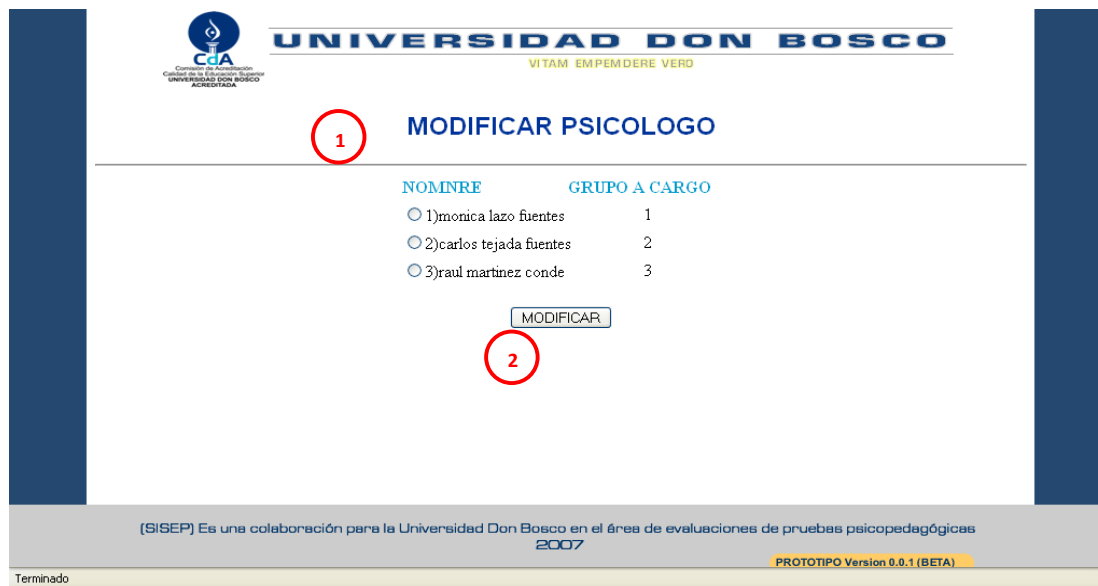 CdA
Comisión de Acreditación
Calidad de la Educación Superior
UNIVERSIDAD DON BOSCO
ACREDITADA
UNIVERSIDAD DON BOSCO
VITAM EMPEMDERE VERO
1
MODIFICAR PSICOLOGO
NOMNRE GRUPO A CARGO
1)monica lazo fuentes 1
2)carlos tejada fuentes 2
3)raul martinez conde 3
MODIFICAR
2
(SISEP) Es una colaboración para la Universidad Don Bosco en el área de evaluaciones de pruebas psicopedagógicas
2007
PROTOTIPO Version 0.0.1 (BETA)
Terminado